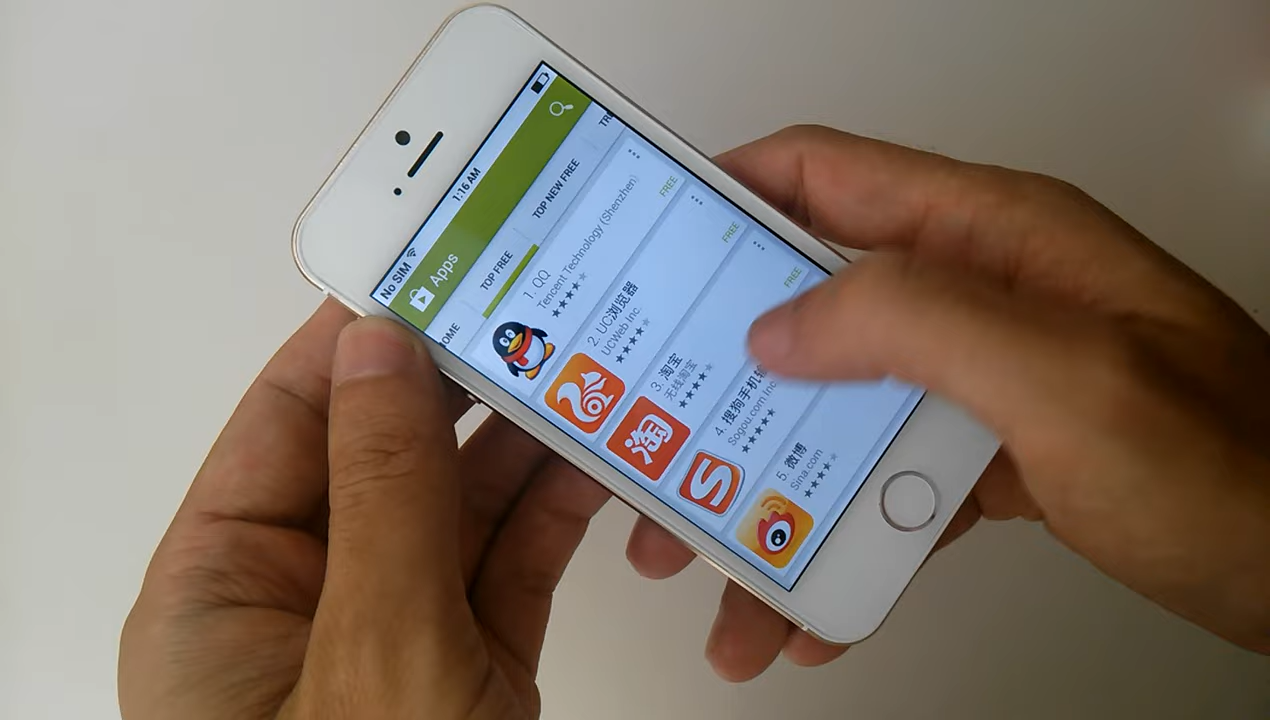 No SIM
1:16 AM
Apps
TOP FREE
TOP NEW FREE
1. QQ
Tencent Technology (Shenzhen)
FREE
2. UC浏览器
UCWeb Inc.
FREE
3. 淘宝
无线淘宝
FREE
淘
4. 搜狗手机
Sogou.com Inc
S
5. 微博
Sina.com